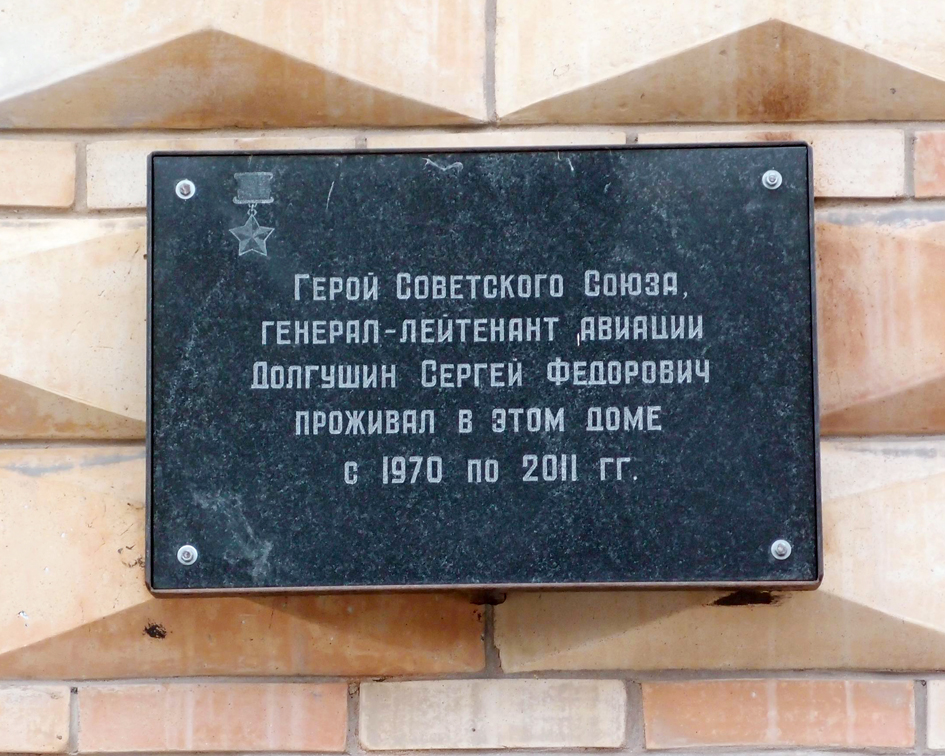 Герой Советского Союза,
генерал-лейтенант авиации
Долгушин Сергей Федорович
проживал в этом доме
с 1970 по 2011 гг.